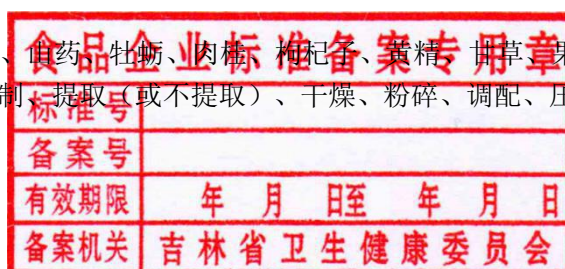 食品企业标准备案专用章
、山药、牡蛎、肉桂、枸杞子、黄精、甘草、果
制、提取（或不提取）、干燥、粉碎、调配、压
标准号
备案号
有效期限 年 月 日至 年 月 日
备案机关 吉林省卫生健康委员会